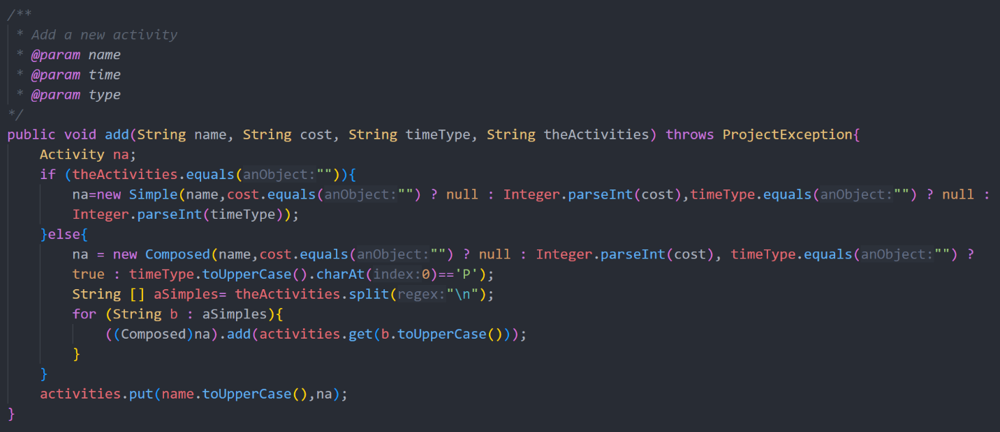 /**
 * Add a new activity
 * @param name
 * @param time
 * @param type
*/
public void add(String name, String cost, String timeType, String theActivities) throws ProjectException{
    Activity na;
    if (theActivities.equals(anObject:"")){
        na=new Simple(name,cost.equals(anObject:"") ? null : Integer.parseInt(cost),timeType.equals(anObject:"") ? null :
        Integer.parseInt(timeType));
    }else{
        na = new Composed(name,cost.equals(anObject:"") ? null : Integer.parseInt(cost), timeType.equals(anObject:"") ?
        true : timeType.toUpperCase().charAt(index:0)=='P');
        String [] aSimples= theActivities.split(regex:"\n");
        for (String b : aSimples){
            ((Composed)na).add(activities.get(b.toUpperCase()));
        }
    }
    activities.put(name.toUpperCase(),na);
}